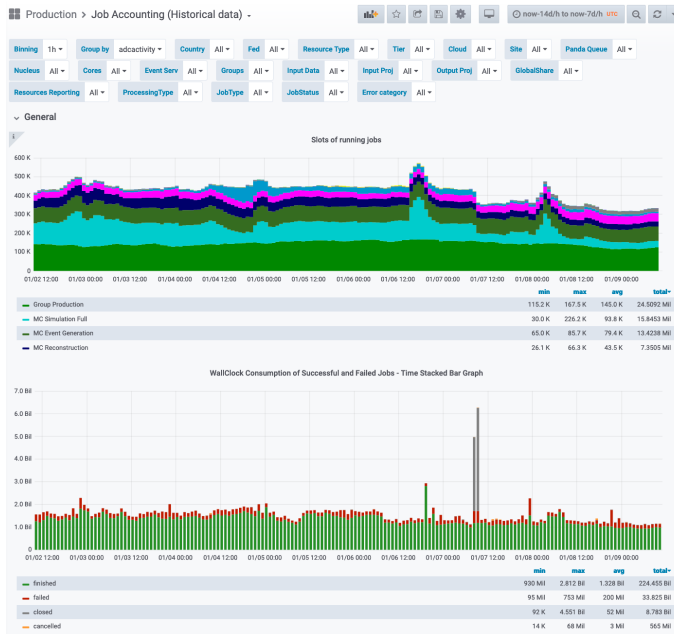 Production > Job Accounting (Historical data)
now-14d/h to now-7d/h UTC
Binning 1h Group by adcactivity Country All Fed All Resource Type All Tier All Cloud All Site All Panda Queue All
Nucleus All Cores All Event Serv All Groups All Input Data All Input Proj All Output Proj All GlobalShare All
Resources Reporting All ProcessingType All JobType All JobStatus All Error category All
General
i
Slots of running jobs
600 K
500 K
400 K
300 K
200 K
100 K
0
01/02 12:00 01/03 00:00 01/03 12:00 01/04 00:00 01/04 12:00 01/05 00:00 01/05 12:00 01/06 00:00 01/06 12:00 01/07 00:00 01/07 12:00 01/08 00:00 01/08 12:00 01/09 00:00
min max avg total
Group Production 115.2 K 167.5 K 145.0 K 24.5092 Mil
MC Simulation Full 30.0 K 226.2 K 93.8 K 15.8453 Mil
MC Event Generation 65.0 K 85.7 K 79.4 K 13.4238 Mil
MC Reconstruction 26.1 K 66.3 K 43.5 K 7.3505 Mil
WallClock Consumption of Successful and Failed Jobs - Time Stacked Bar Graph
7.0 Bil
6.0 Bil
5.0 Bil
4.0 Bil
3.0 Bil
2.0 Bil
1.0 Bil
0
01/02 12:00 01/03 00:00 01/03 12:00 01/04 00:00 01/04 12:00 01/05 00:00 01/05 12:00 01/06 00:00 01/06 12:00 01/07 00:00 01/07 12:00 01/08 00:00 01/08 12:00 01/09 00:00
min max avg total
finished 930 Mil 2.812 Bil 1.328 Bil 224.455 Bil
failed 95 Mil 753 Mil 200 Mil 33.825 Bil
closed 92 K 4.551 Bil 52 Mil 8.783 Bil
cancelled 14 K 68 Mil 3 Mil 565 Mil